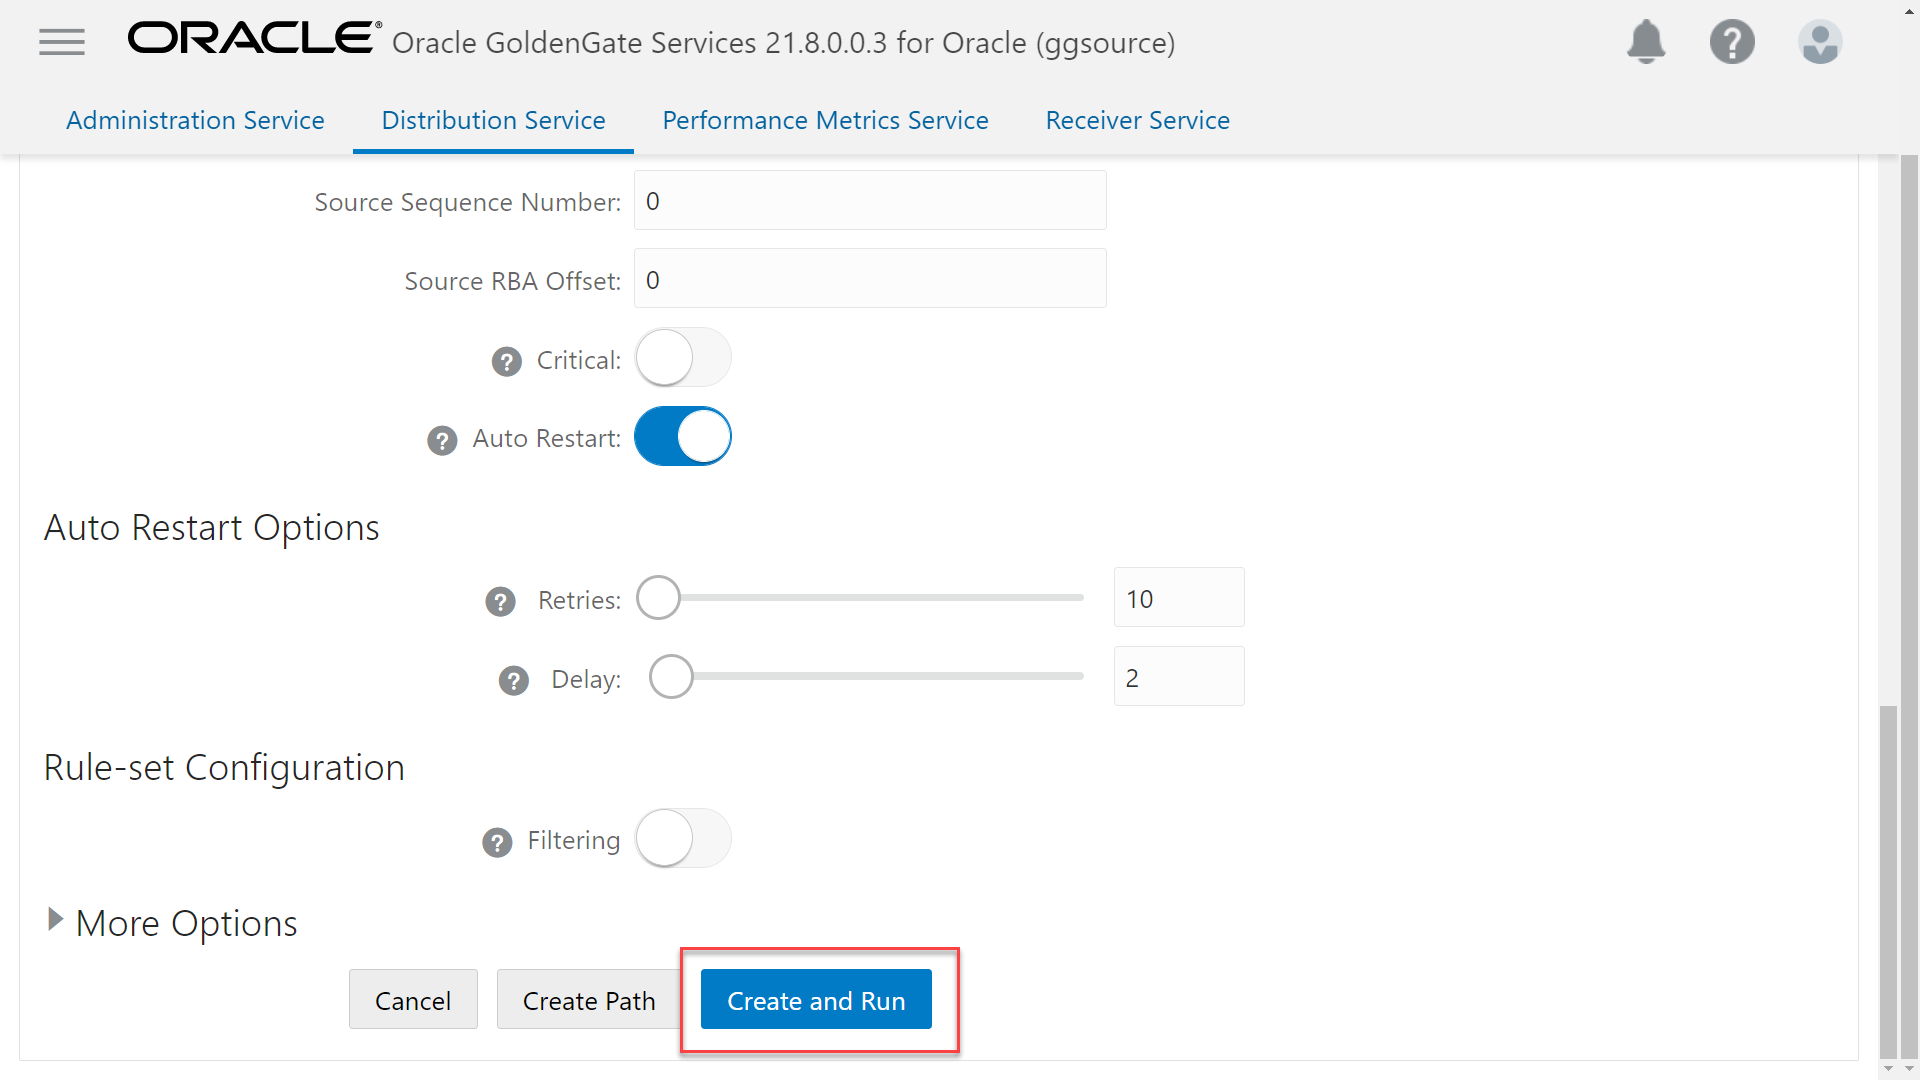 ORACLE® Oracle GoldenGate Services 21.8.0.0.3 for Oracle (ggsource)
Administration Service Distribution Service Performance Metrics Service Receiver Service
Source Sequence Number: 0
Source RBA Offset: 0
? Critical:
? Auto Restart:
Auto Restart Options
? Retries: 10
? Delay: 2
Rule-set Configuration
? Filtering
More Options
Cancel Create Path Create and Run